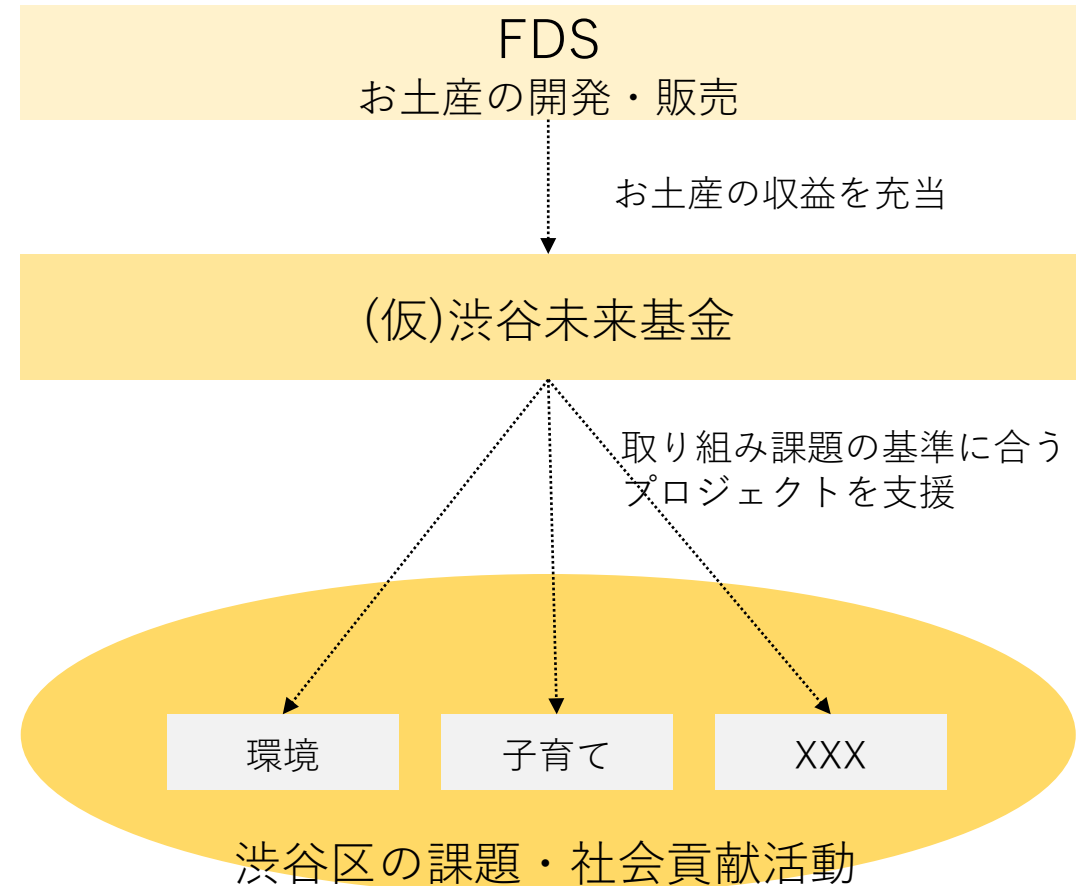 FDS
お土産の開発・販売
お土産の収益を充当
(仮)渋谷未来基金
取り組み課題の基準に合う
プロジェクトを支援
環境
子育て
XXX
渋谷区の課題・社会貢献活動